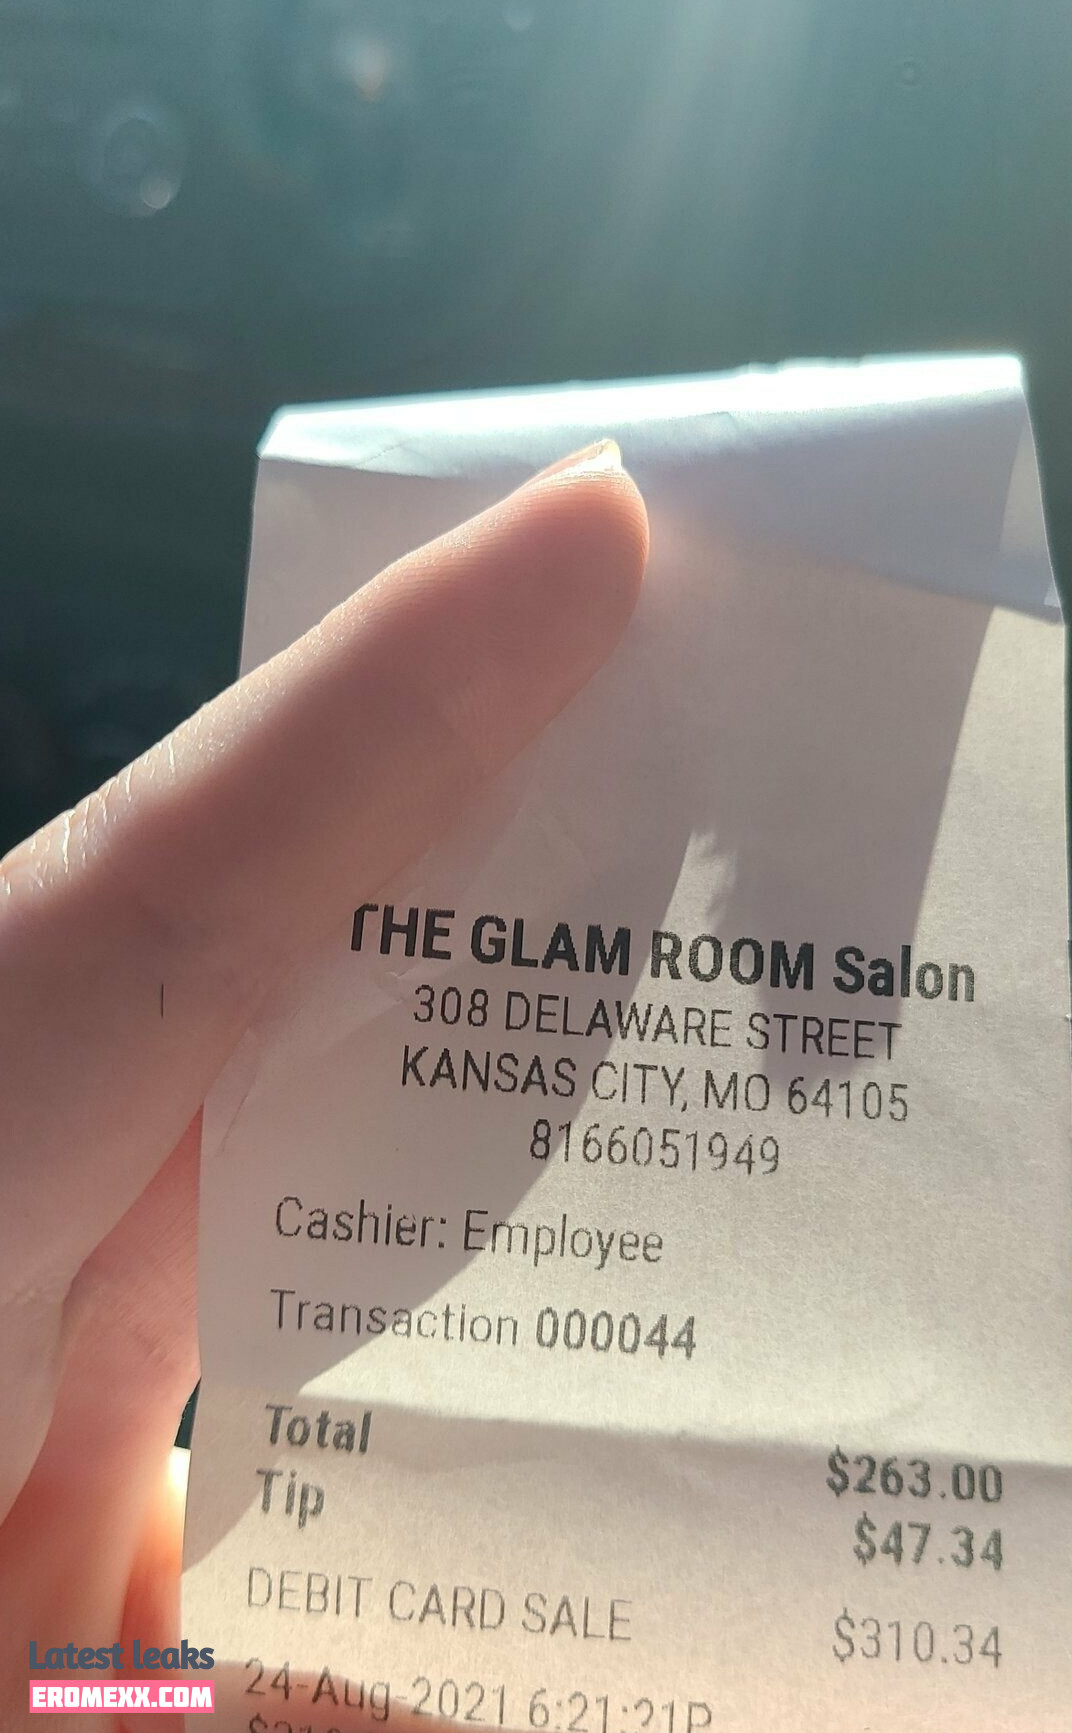 THE GLAM ROOM Salon
308 DELAWARE STREET
KANSAS CITY, MO 64105
8166051949
Cashier: Employee
Transaction 000044
Total $263.00
Tip $47.34
DEBIT CARD SALE $310.34
24-Aug-2021 6:21:21P
Latest leaks
EROMEXX.COM